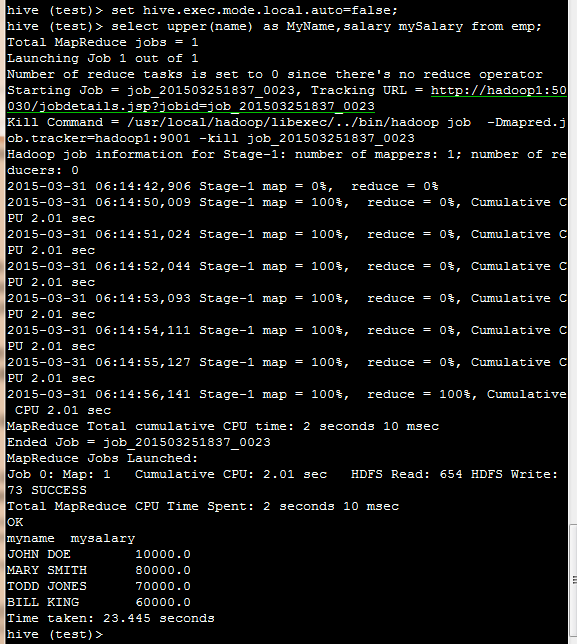 hive (test)> set hive.exec.mode.local.auto=false;
hive (test)> select upper(name) as MyName,salary mySalary from emp;
Total MapReduce jobs = 1
Launching Job 1 out of 1
Number of reduce tasks is set to 0 since there's no reduce operator
Starting Job = job_201503251837_0023, Tracking URL = http://hadoop1:50
030/jobdetails.jsp?jobid=job_201503251837_0023
Kill Command = /usr/local/hadoop/libexec/../bin/hadoop job  -Dmapred.j
ob.tracker=hadoop1:9001 -kill job_201503251837_0023
Hadoop job information for Stage-1: number of mappers: 1; number of re
ducers: 0
2015-03-31 06:14:42,906 Stage-1 map = 0%,  reduce = 0%
2015-03-31 06:14:50,009 Stage-1 map = 100%,  reduce = 0%, Cumulative C
PU 2.01 sec
2015-03-31 06:14:51,024 Stage-1 map = 100%,  reduce = 0%, Cumulative C
PU 2.01 sec
2015-03-31 06:14:52,044 Stage-1 map = 100%,  reduce = 0%, Cumulative C
PU 2.01 sec
2015-03-31 06:14:53,093 Stage-1 map = 100%,  reduce = 0%, Cumulative C
PU 2.01 sec
2015-03-31 06:14:54,111 Stage-1 map = 100%,  reduce = 0%, Cumulative C
PU 2.01 sec
2015-03-31 06:14:55,127 Stage-1 map = 100%,  reduce = 0%, Cumulative C
PU 2.01 sec
2015-03-31 06:14:56,141 Stage-1 map = 100%,  reduce = 100%, Cumulative
 CPU 2.01 sec
MapReduce Total cumulative CPU time: 2 seconds 10 msec
Ended Job = job_201503251837_0023
MapReduce Jobs Launched:
Job 0: Map: 1   Cumulative CPU: 2.01 sec   HDFS Read: 654 HDFS Write:
73 SUCCESS
Total MapReduce CPU Time Spent: 2 seconds 10 msec
OK
myname  mysalary
JOHN DOE        10000.0
MARY SMITH      80000.0
TODD JONES      70000.0
BILL KING       60000.0
Time taken: 23.445 seconds
hive (test)>